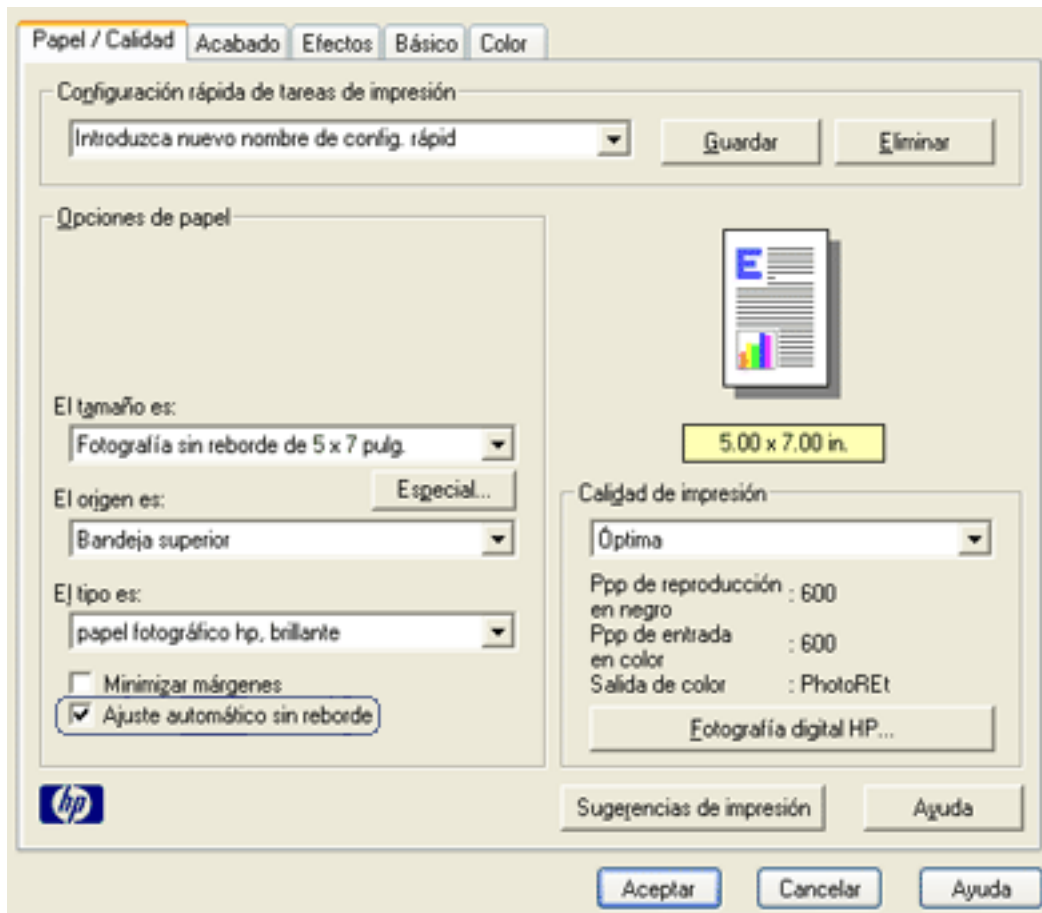 Papel / Calidad Acabado Efectos Básico Color
Configuración rápida de tareas de impresión
Introduzca nuevo nombre de config. rápid
Guardar Eliminar
Opciones de papel
E
El tamaño es:
Fotografía sin reborde de 5 x 7 pulg.
5.00 x 7.00 in.
Especial...
El origen es:
Bandeja superior
El tipo es:
papel fotográfico hp, brillante
Minimizar márgenes
Ajuste automático sin reborde
Calidad de impresión
Óptima
Ppp de reproducción
en negro : 600
Ppp de entrada
en color : 600
Salida de color : PhotoREt
Fotografía digital HP...
hp
Sugerencias de impresión Ayuda
Aceptar Cancelar Ayuda